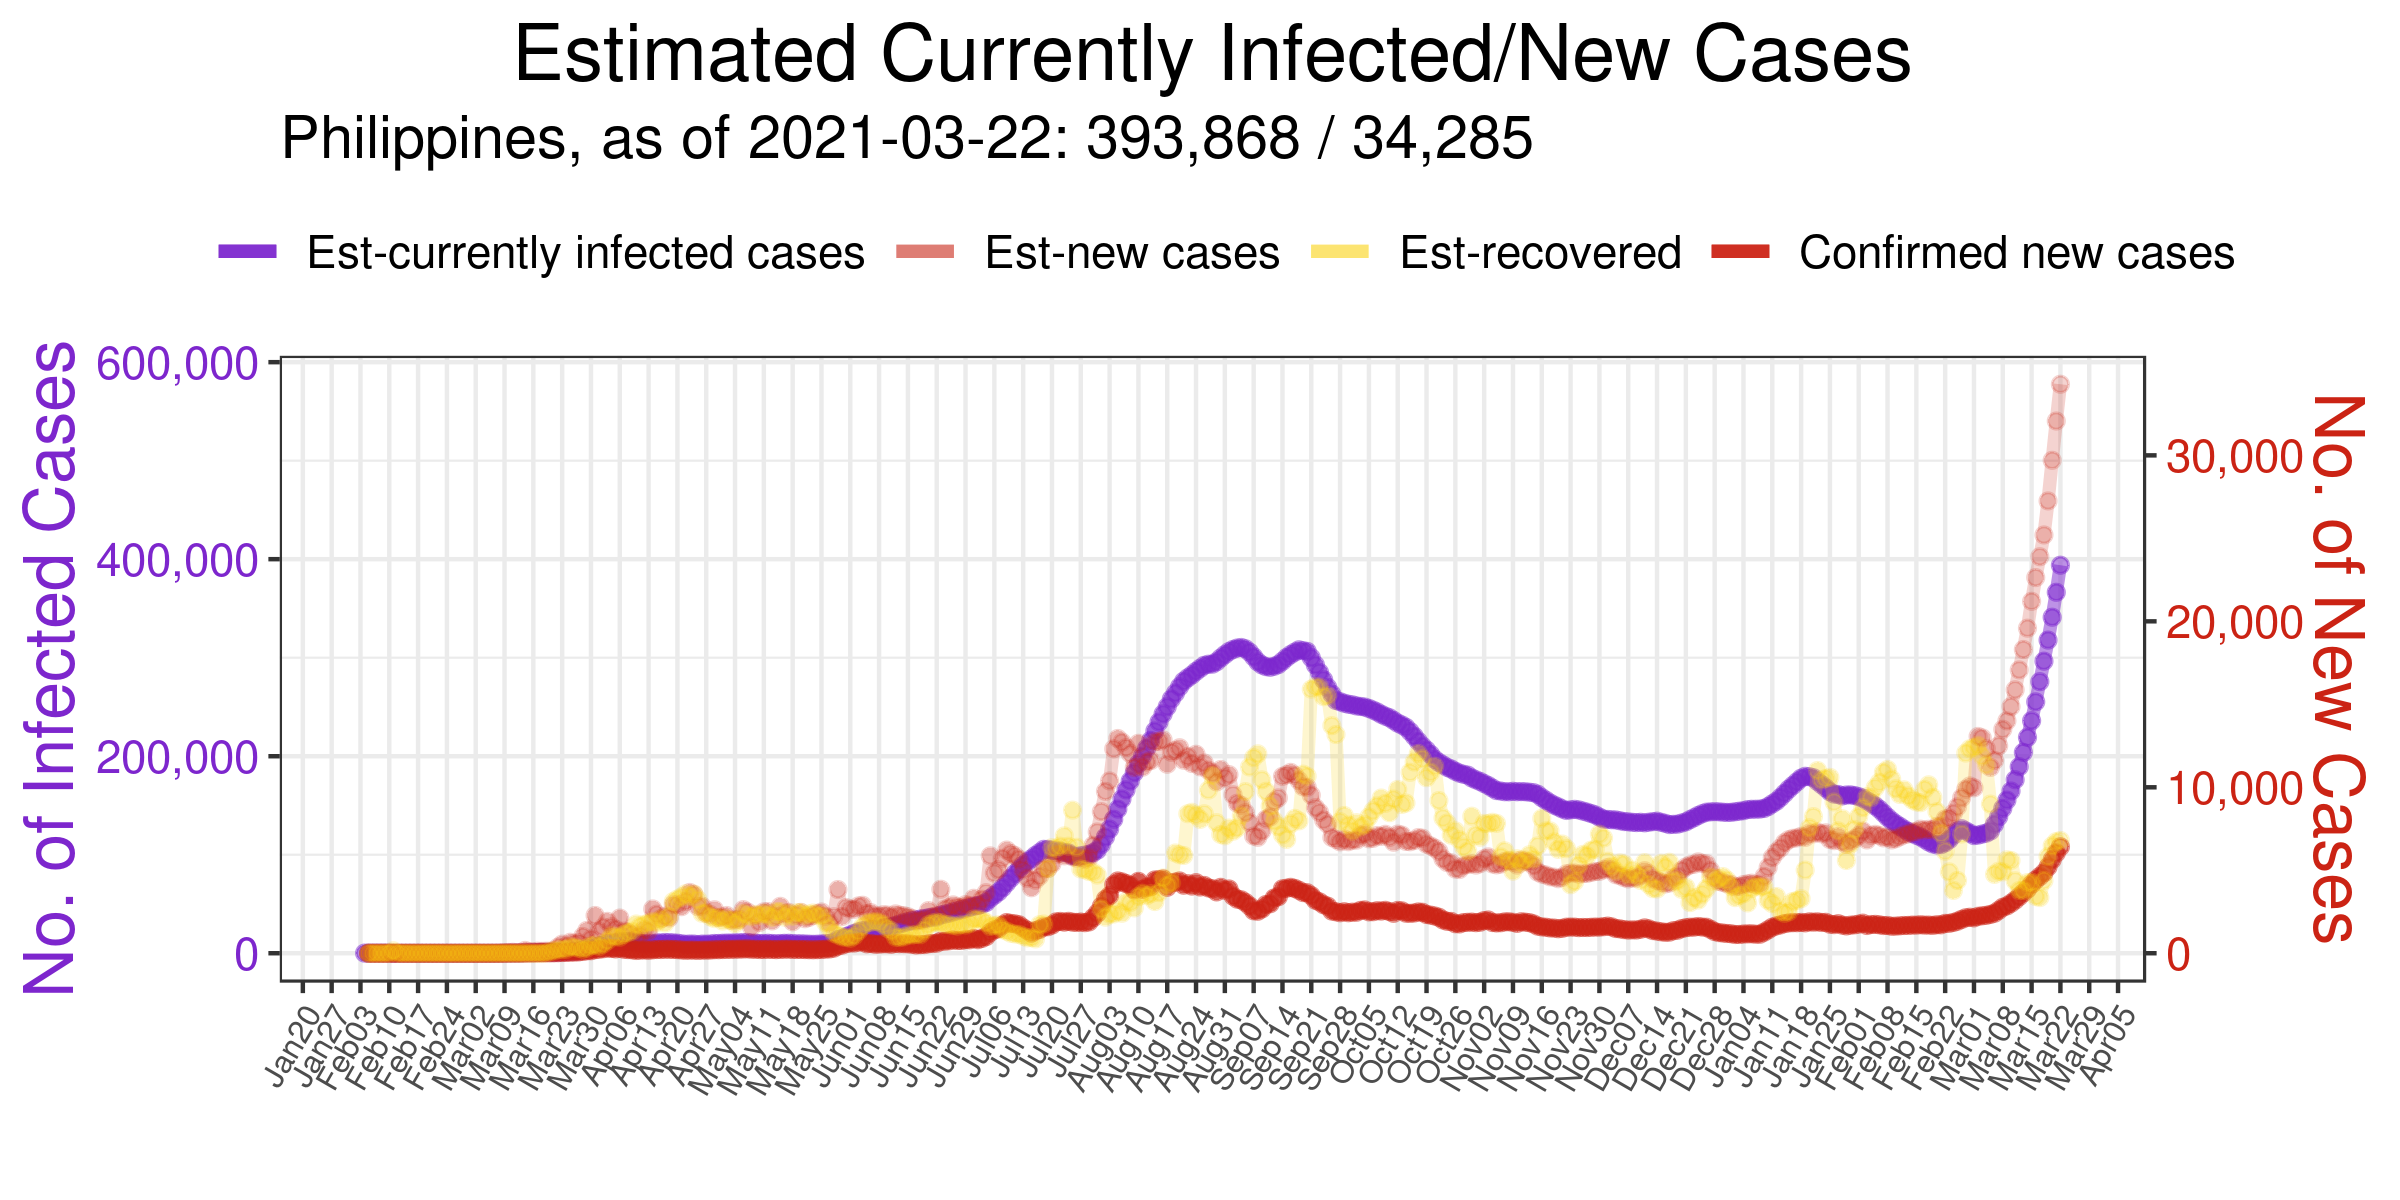 Estimated Currently Infected/New Cases
Philippines, as of 2021-03-22: 393,868 / 34,285
Est-currently infected cases Est-new cases Est-recovered Confirmed new cases
No. of Infected Cases
600,000
400,000
200,000
0
30,000
20,000
10,000
0
No. of New Cases
Jan20 Jan27 Feb03 Feb10 Feb17 Feb24 Mar02 Mar09 Mar16 Mar23 Mar30 Apr06 Apr13 Apr20 Apr27 May04 May11 May18 May25 Jun01 Jun08 Jun15 Jun22 Jun29 Jul06 Jul13 Jul20 Jul27 Aug03 Aug10 Aug17 Aug24 Aug31 Sep07 Sep14 Sep21 Sep28 Oct05 Oct12 Oct19 Oct26 Nov02 Nov09 Nov16 Nov23 Nov30 Dec07 Dec14 Dec21 Dec28 Jan04 Jan11 Jan18 Jan25 Feb01 Feb08 Feb15 Feb22 Mar01 Mar08 Mar15 Mar22 Mar29 Apr05